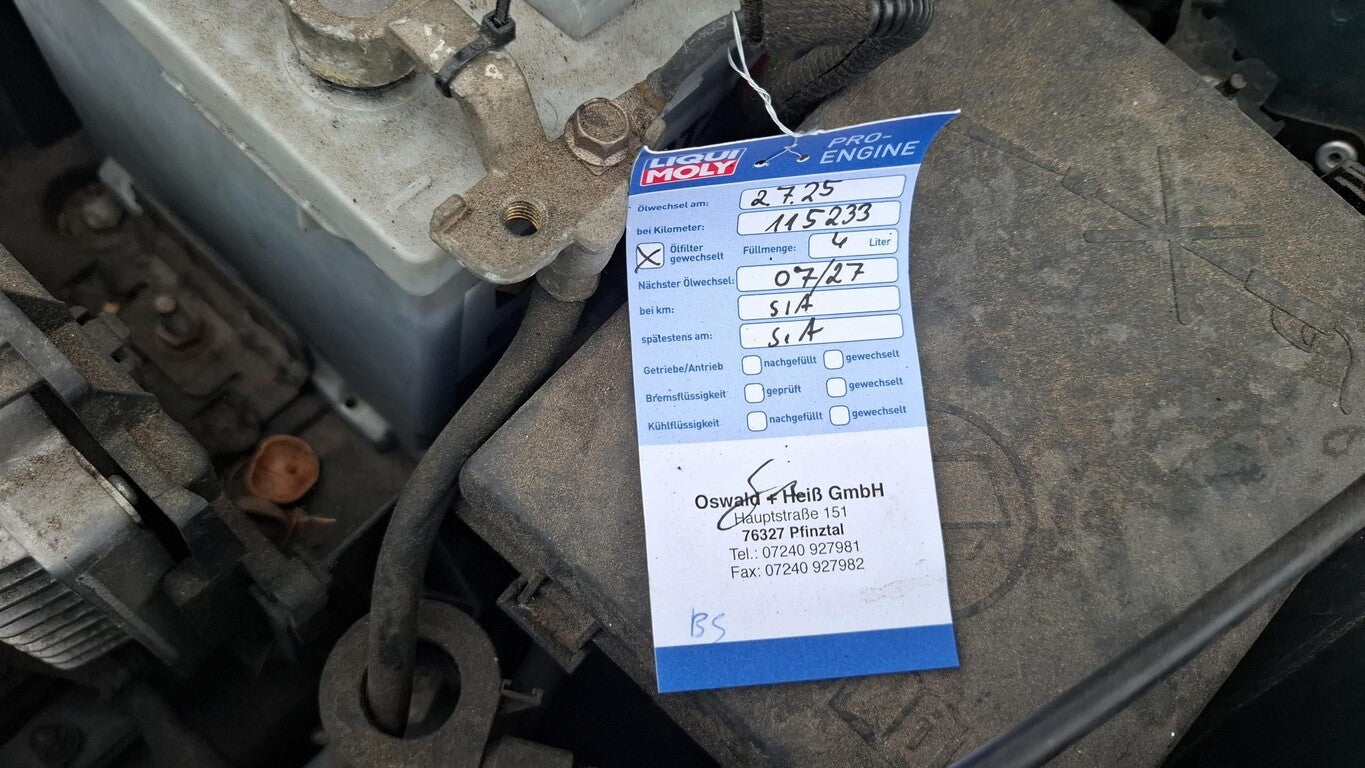 LIQUI
MOLY
PRO-
ENGINE
Ölwechsel am: 2 7.25
bei Kilometer: 115233
Ölfilter
gewechselt
Füllmenge: 4 Liter
Nächster Ölwechsel: 07/27
bei km: S.i.A
spätestens am: S.i.A
Getriebe/Antrieb nachgefüllt gewechselt
Bremsflüssigkeit geprüft gewechselt
Kühlflüssigkeit nachgefüllt gewechselt
Oswald + Heiß GmbH
Hauptstraße 151
76327 Pfinztal
Tel.: 07240 927981
Fax: 07240 927982
BS